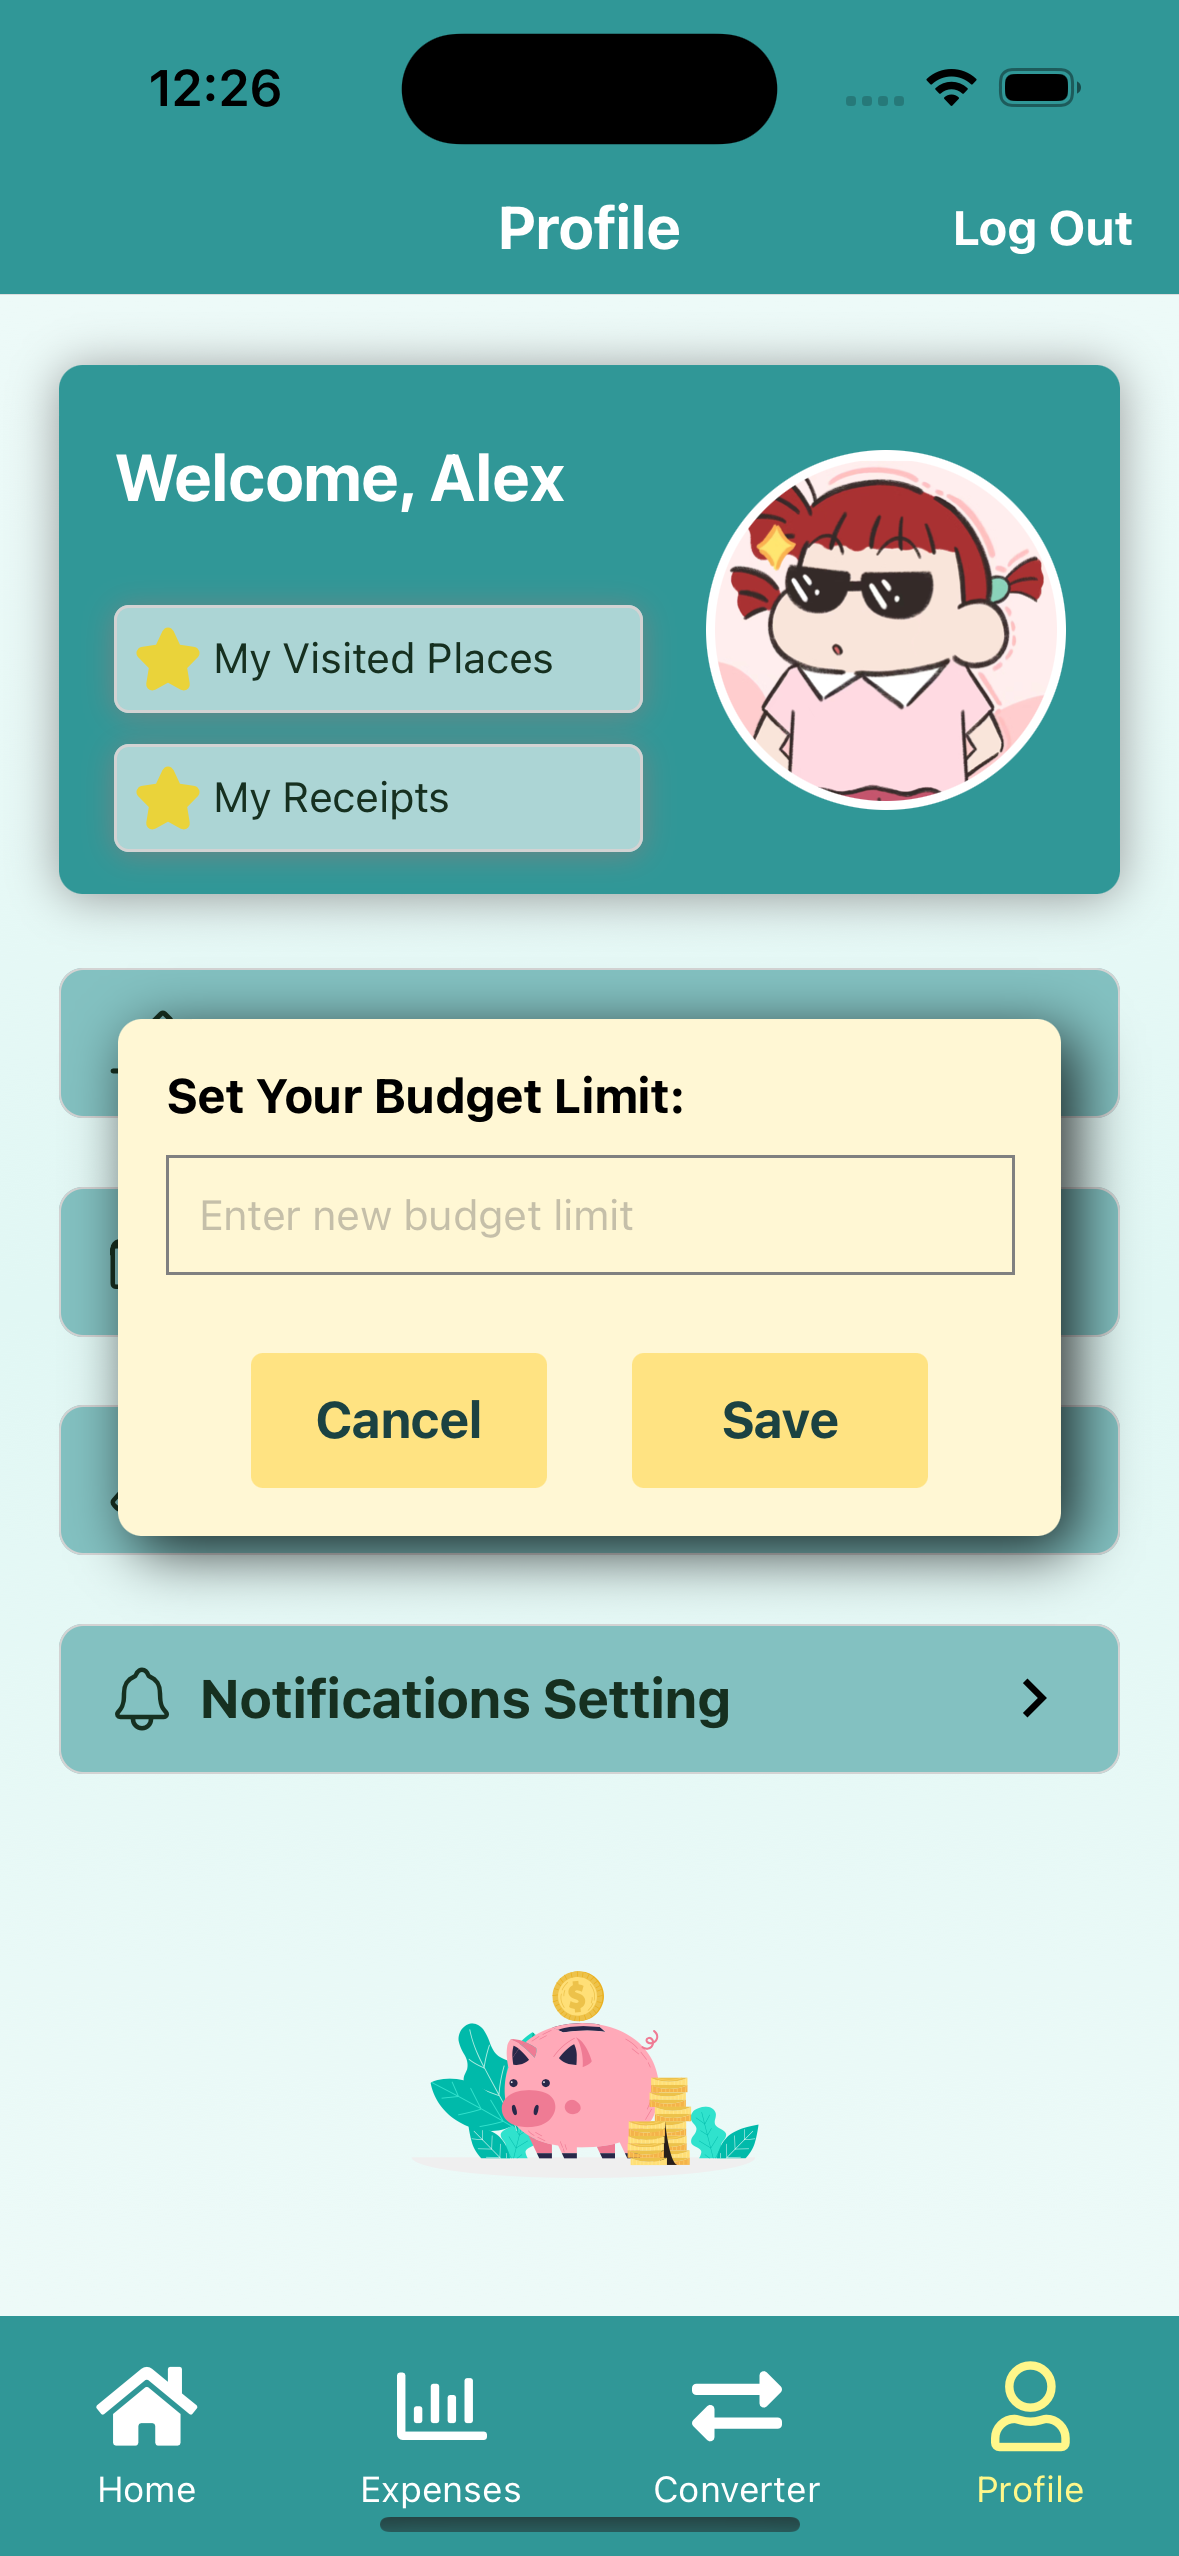 12:26
Profile
Log Out
Welcome, Alex
My Visited Places
My Receipts
Set Your Budget Limit:
Enter new budget limit
Cancel
Save
Notifications Setting
$
Home
Expenses
Converter
Profile